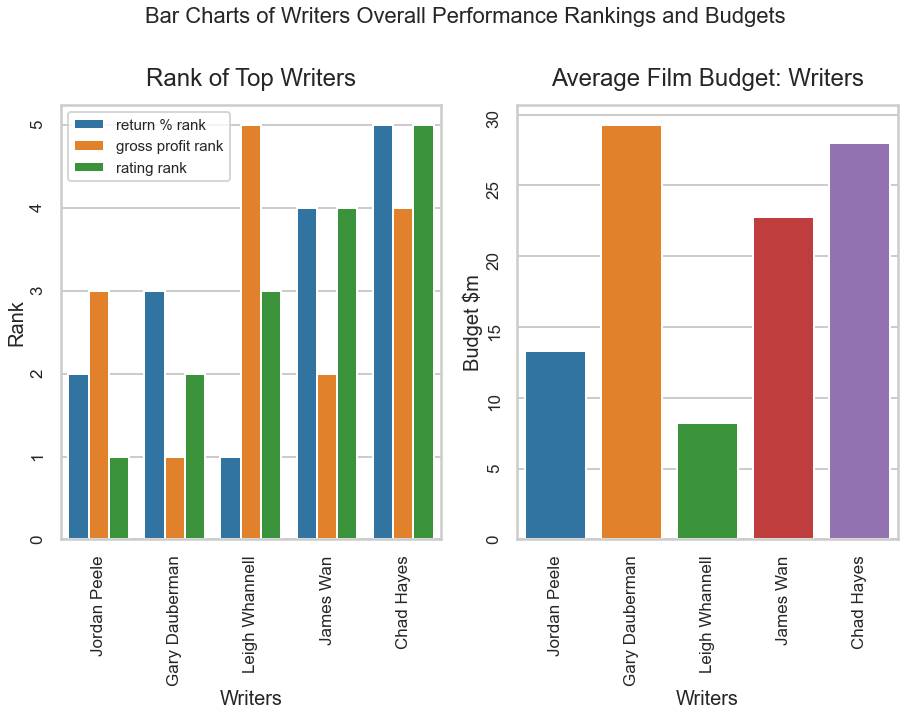 Bar Charts of Writers Overall Performance Rankings and Budgets
Rank of Top Writers
return % rank
gross profit rank
rating rank
Rank
5
4
3
2
1
0
Jordan Peele
Gary Dauberman
Leigh Whannell
James Wan
Chad Hayes
Writers
Average Film Budget: Writers
Budget $m
30
25
20
15
10
5
0
Jordan Peele
Gary Dauberman
Leigh Whannell
James Wan
Chad Hayes
Writers